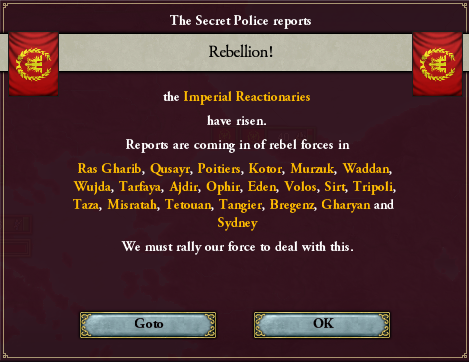 The Secret Police reports
Rebellion!
the Imperial Reactionaries
have risen.
Reports are coming in of rebel forces in
Ras Gharib, Qusayr, Poitiers, Kotor, Murzuk, Waddan,
Wujda, Tarfaya, Ajdir, Ophir, Eden, Volos, Sirt, Tripoli,
Taza, Misratah, Tetouan, Tangier, Bregenz, Gharyan and
Sydney
We must rally our force to deal with this.
Goto
OK